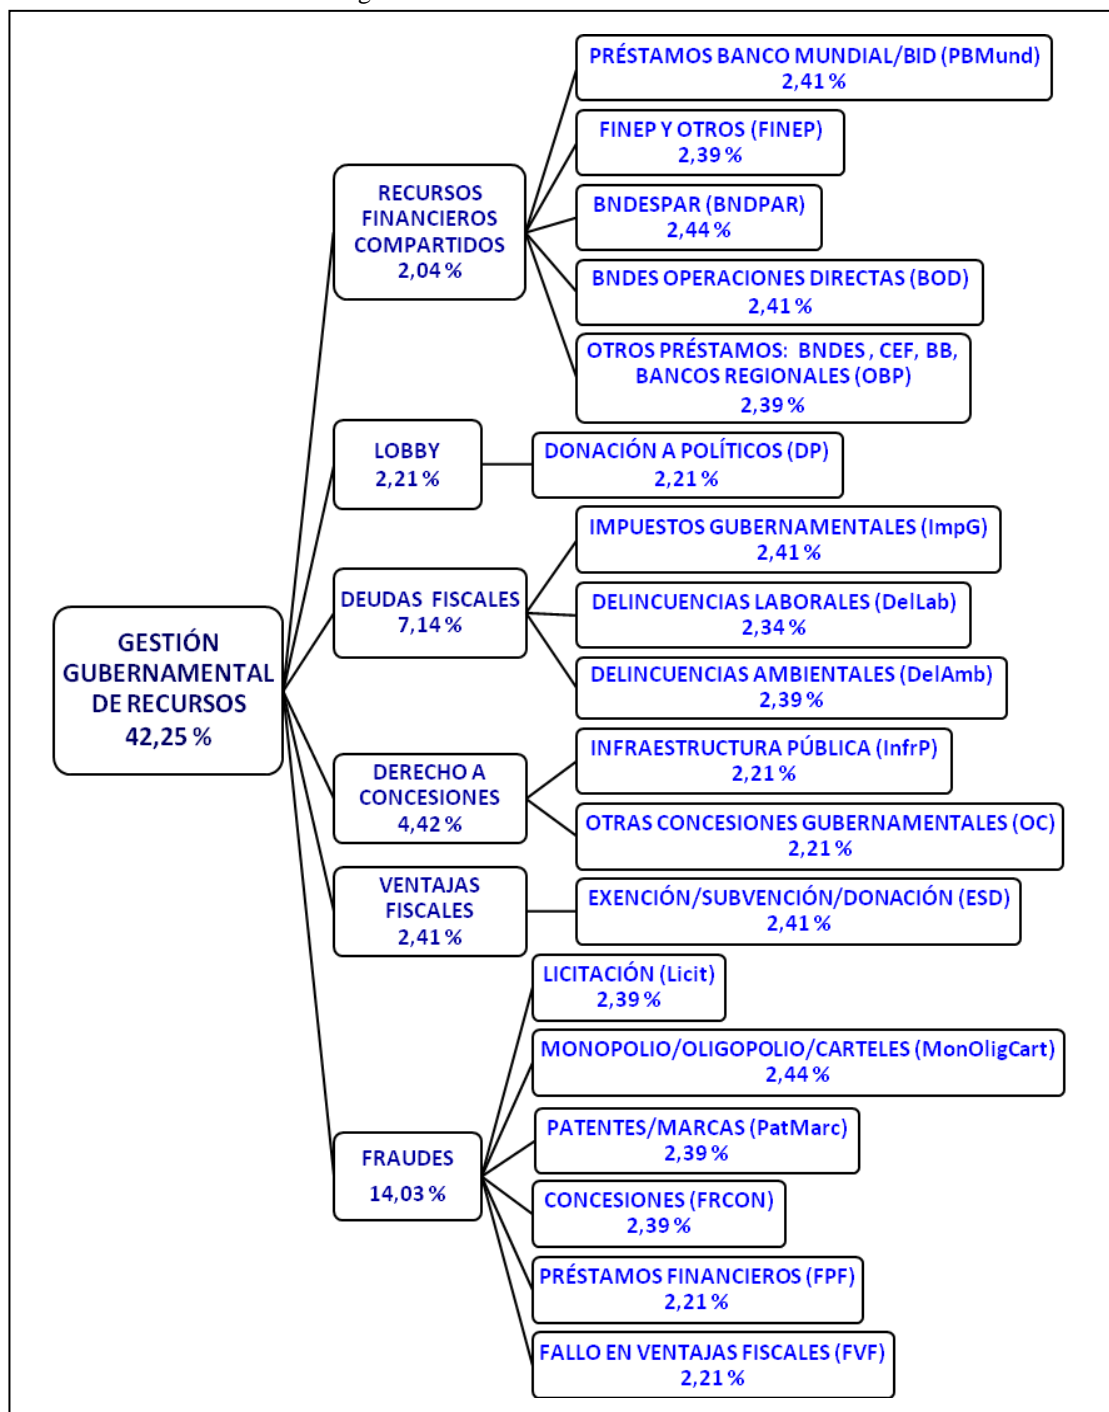 PRÉSTAMOS BANCO MUNDIAL/BID (PBMund)
2,41 %
FINEP Y OTROS (FINEP)
2,39 %
RECURSOS
FINANCIEROS
COMPARTIDOS
2,04 %
BNDESPAR (BNDPAR)
2,44 %
BNDES OPERACIONES DIRECTAS (BOD)
2,41 %
OTROS PRÉSTAMOS: BNDES , CEF, BB,
BANCOS REGIONALES (OBP)
2,39 %
LOBBY
2,21 %
DONACIÓN A POLÍTICOS (DP)
2,21 %
IMPUESTOS GUBERNAMENTALES (ImpG)
2,41 %
DEUDAS FISCALES
7,14 %
DELINCUENCIAS LABORALES (DelLab)
2,34 %
DELINCUENCIAS AMBIENTALES (DelAmb)
2,39 %
GESTIÓN
GUBERNAMENTAL
DE RECURSOS
42,25 %
INFRAESTRUCTURA PÚBLICA (InfrP)
2,21 %
DERECHO A
CONCESIONES
4,42 %
OTRAS CONCESIONES GUBERNAMENTALES (OC)
2,21 %
VENTAJAS
FISCALES
2,41 %
EXENCIÓN/SUBVENCIÓN/DONACIÓN (ESD)
2,41 %
LICITACIÓN (Licit)
2,39 %
MONOPOLIO/OLIGOPOLIO/CARTELES (MonOligCart)
2,44 %
PATENTES/MARCAS (PatMarc)
2,39 %
FRAUDES
14,03 %
CONCESIONES (FRCON)
2,39 %
PRÉSTAMOS FINANCIEROS (FPF)
2,21 %
FALLO EN VENTAJAS FISCALES (FVF)
2,21 %